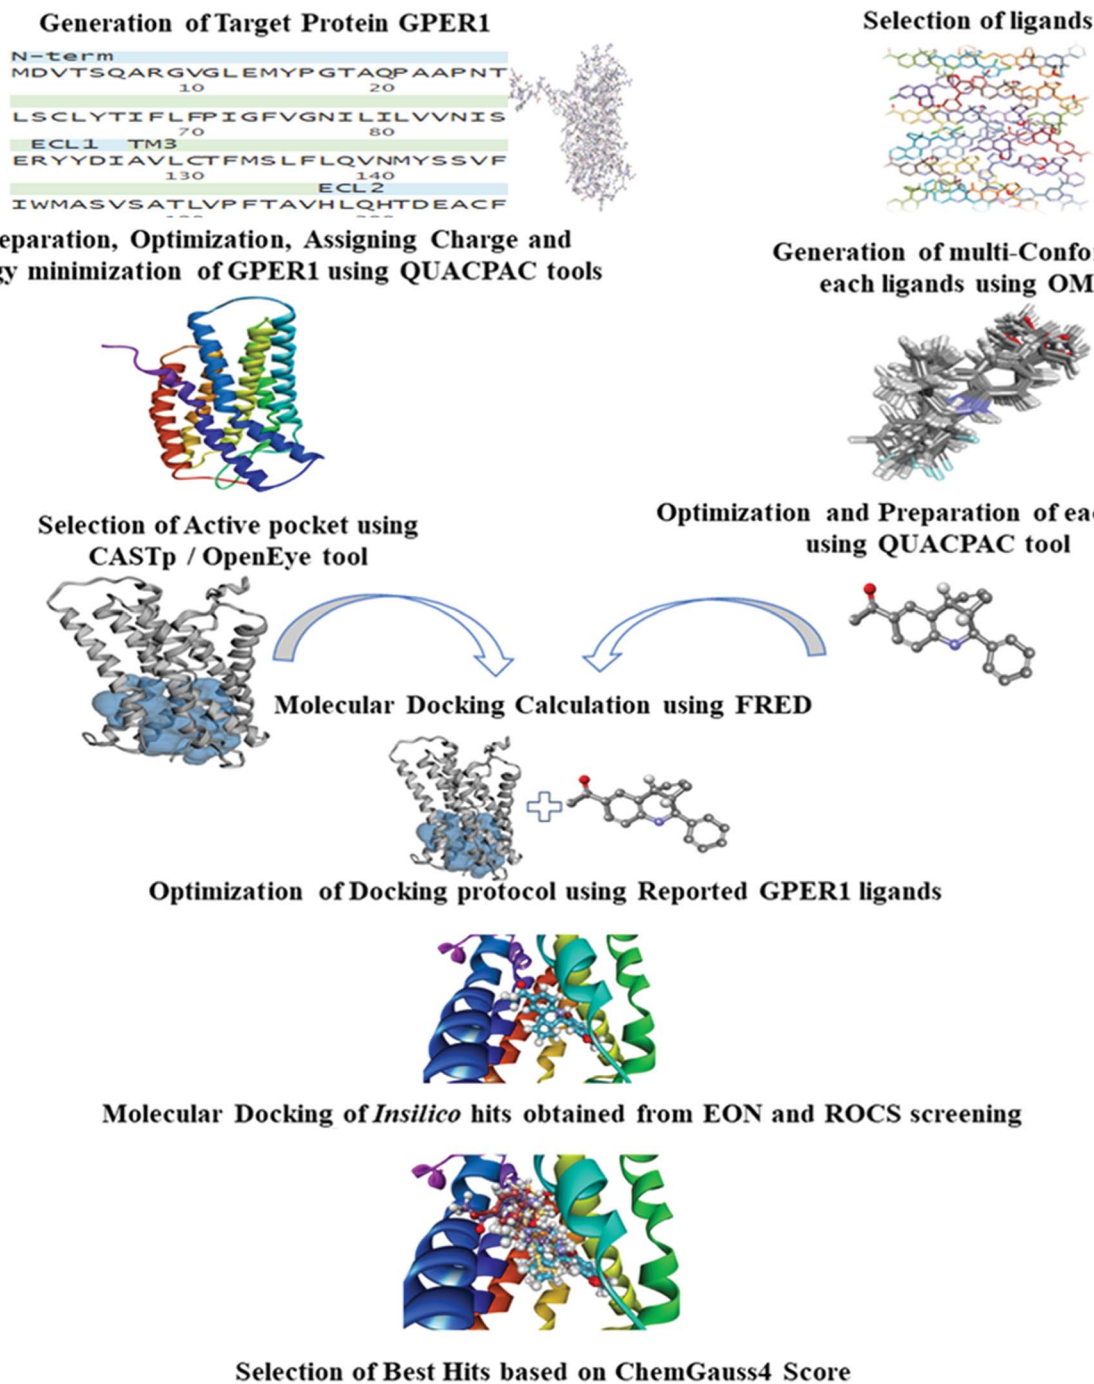 Generation of Target Protein GPER1
N-term
MDVTSQARGVGLEMYPGTAQPAAPNT
10 20
LSCLYTIFLFPIGFVGNILILVVNIS
70 80
ECL1 TM3
ERYYDIAVLCTFMSLFLQVNMYSSVF
130 140
ECL2
IWMASVSATLVPFTAVHLQHTDEACF
eparation, Optimization, Assigning Charge and
gy minimization of GPER1 using QUACPAC tools
Selection of Active pocket using
CASTp / OpenEye tool
Selection of ligands
Generation of multi-Confor
each ligands using OM
Optimization and Preparation of ea
using QUACPAC tool
Molecular Docking Calculation using FRED
Optimization of Docking protocol using Reported GPER1 ligands
Molecular Docking of Insilico hits obtained from EON and ROCS screening
Selection of Best Hits based on ChemGauss4 Score